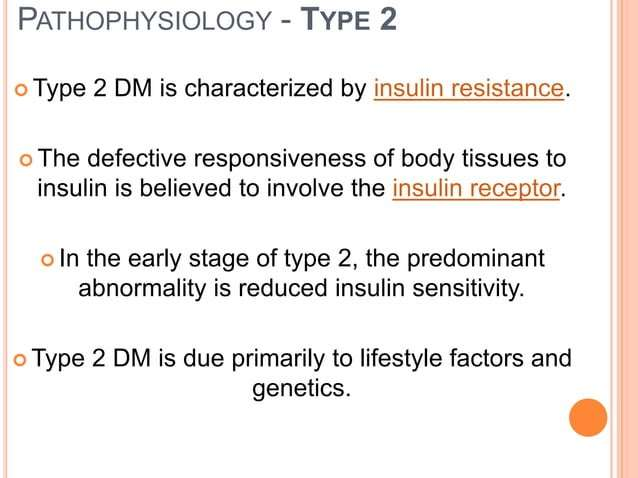 PATHOPHYSIOLOGY - TYPE 2
Type 2 DM is characterized by insulin resistance.
The defective responsiveness of body tissues to
insulin is believed to involve the insulin receptor.
In the early stage of type 2, the predominant
abnormality is reduced insulin sensitivity.
Type 2 DM is due primarily to lifestyle factors and
genetics.